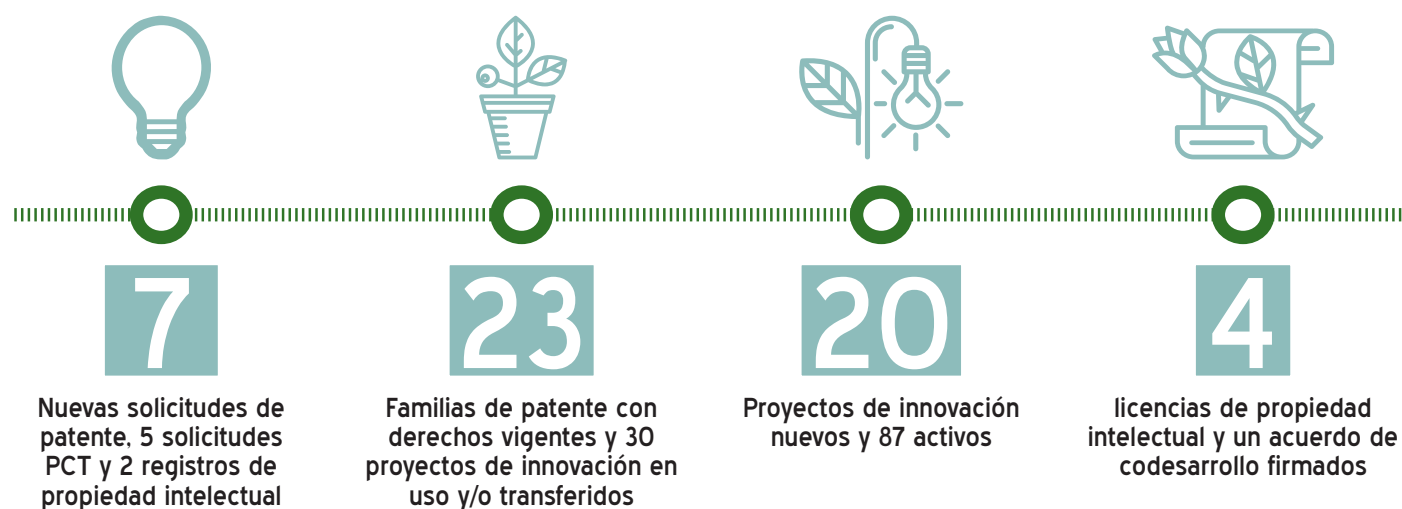 7
Nuevas solicitudes de
patente, 5 solicitudes
PCT y 2 registros de
propiedad intelectual
23
Familias de patente con
derechos vigentes y 30
proyectos de innovación en
uso y/o transferidos
20
Proyectos de innovación
nuevos y 87 activos
4
licencias de propiedad
intelectual y un acuerdo de
codesarrollo firmados